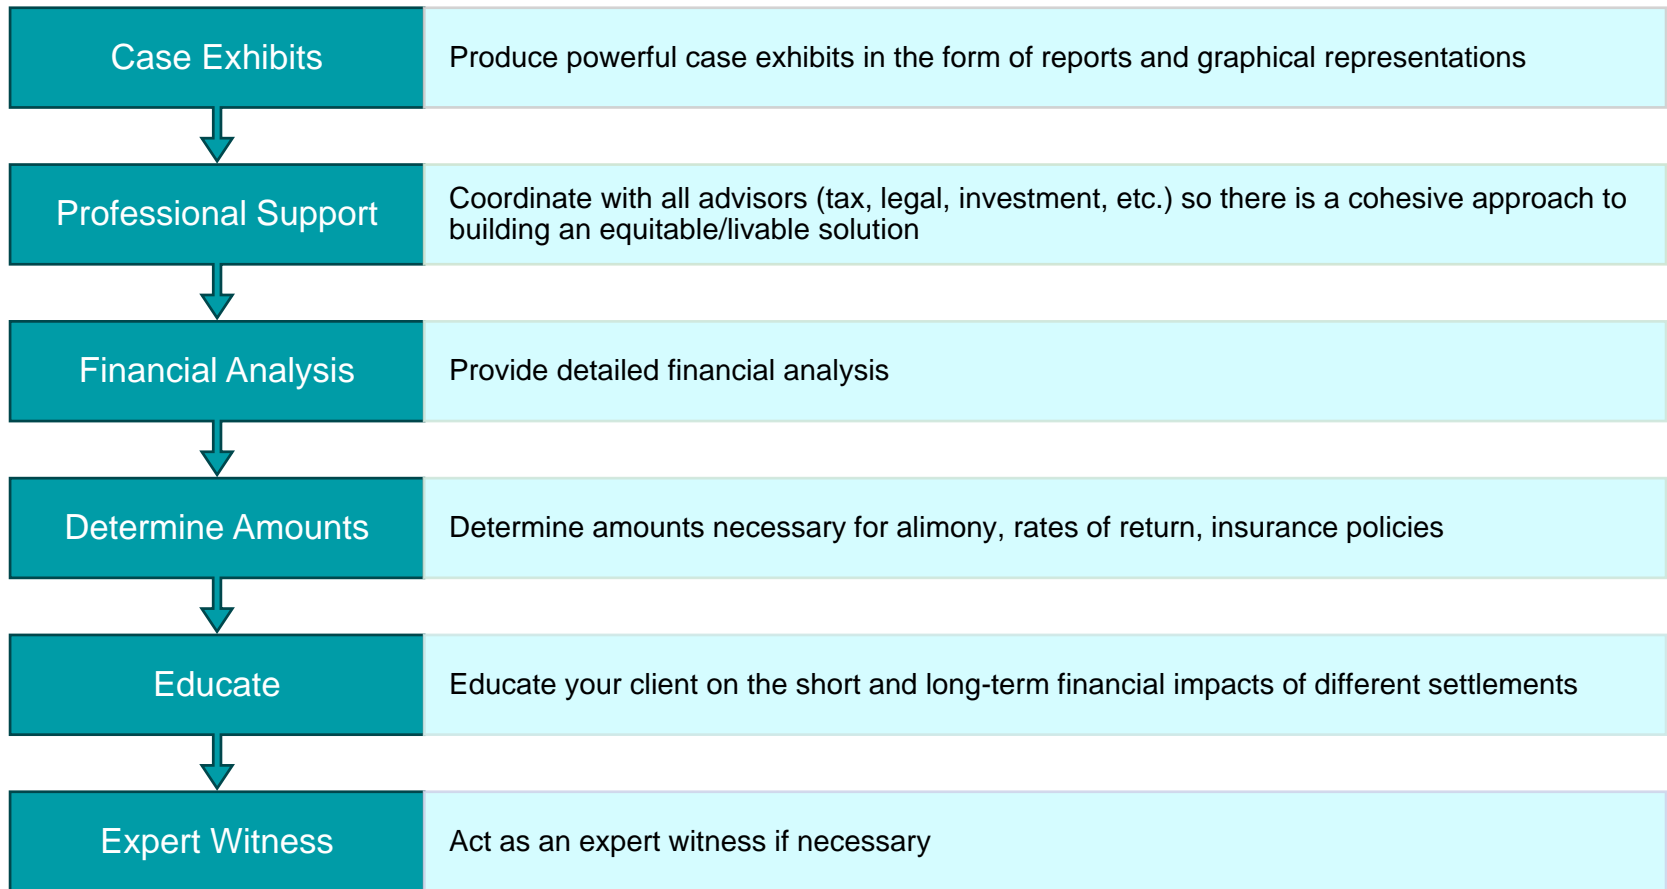 Case Exhibits
Produce powerful case exhibits in the form of reports and graphical representations
Professional Support
Coordinate with all advisors (tax, legal, investment, etc.) so there is a cohesive approach to
building an equitable/livable solution
Financial Analysis
Provide detailed financial analysis
Determine Amounts
Determine amounts necessary for alimony, rates of return, insurance policies
Educate
Educate your client on the short and long-term financial impacts of different settlements
Expert Witness
Act as an expert witness if necessary